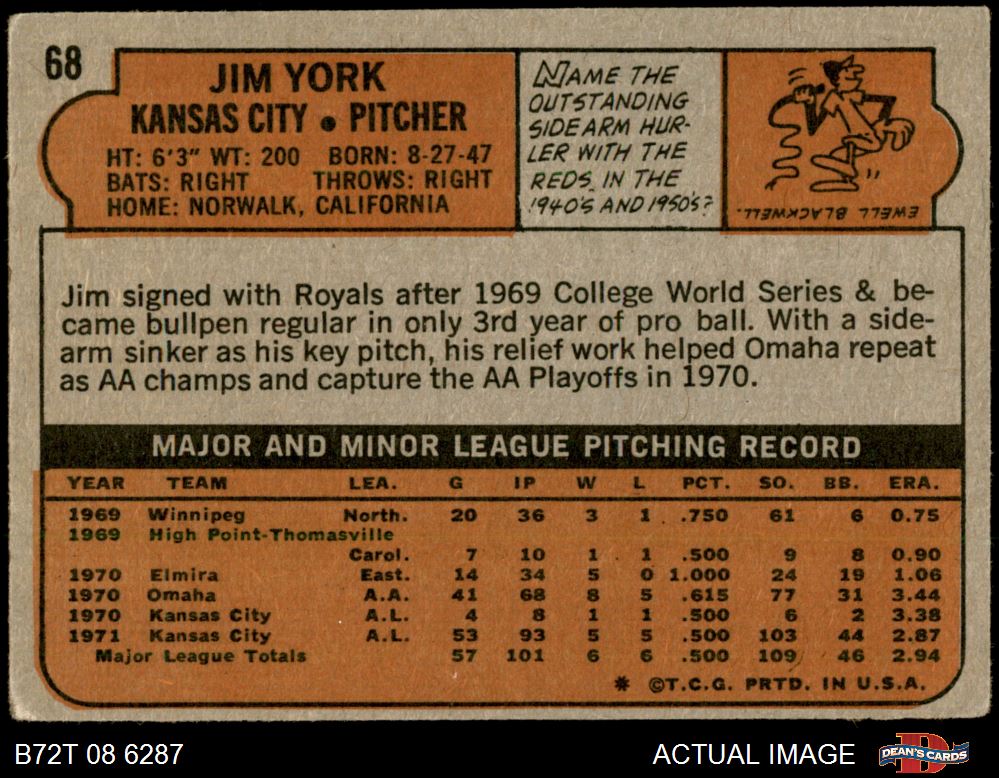 68
JIM YORK
KANSAS CITY • PITCHER
HT: 6'3" WT: 200 BORN: 8-27-47
BATS: RIGHT THROWS: RIGHT
HOME: NORWALK, CALIFORNIA
NAME THE
OUTSTANDING
SIDEARM HUR-
LER WITH THE
REDS IN THE
1940'S AND 1950'S?
EWELL BLACKWELL.
Jim signed with Royals after 1969 College World Series & be-
came bullpen regular in only 3rd year of pro ball. With a side-
arm sinker as his key pitch, his relief work helped Omaha repeat
as AA champs and capture the AA Playoffs in 1970.
MAJOR AND MINOR LEAGUE PITCHING RECORD
YEAR TEAM LEA. G IP W L PCT. SO. BB. ERA.
1969 Winnipeg North. 20 36 3 1 .750 61 6 0.75
1969 High Point-Thomasville
Carol. 7 10 1 1 .500 9 8 0.90
1970 Elmira East. 14 34 5 0 1.000 24 19 1.06
1970 Omaha A.A. 41 68 8 5 .615 77 31 3.44
1970 Kansas City A.L. 4 8 1 1 .500 6 2 3.38
1971 Kansas City A.L. 53 93 5 5 .500 103 44 2.87
Major League Totals 57 101 6 6 .500 109 46 2.94
* ©T.C.G. PRTD. IN U.S.A.
B72T 08 6287
ACTUAL IMAGE
DEAN'S CARDS